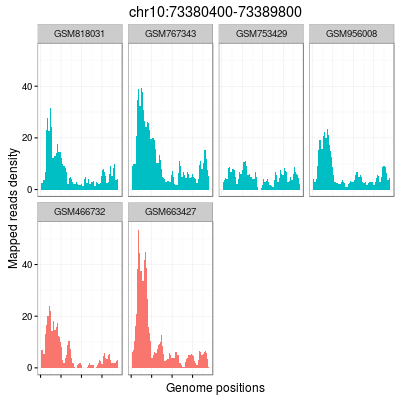 chr10:73380400-73389800
GSM818031 GSM767343 GSM753429 GSM956008
40
20
0
Mapped reads density
GSM466732 GSM663427
40
20
0
Genome positions